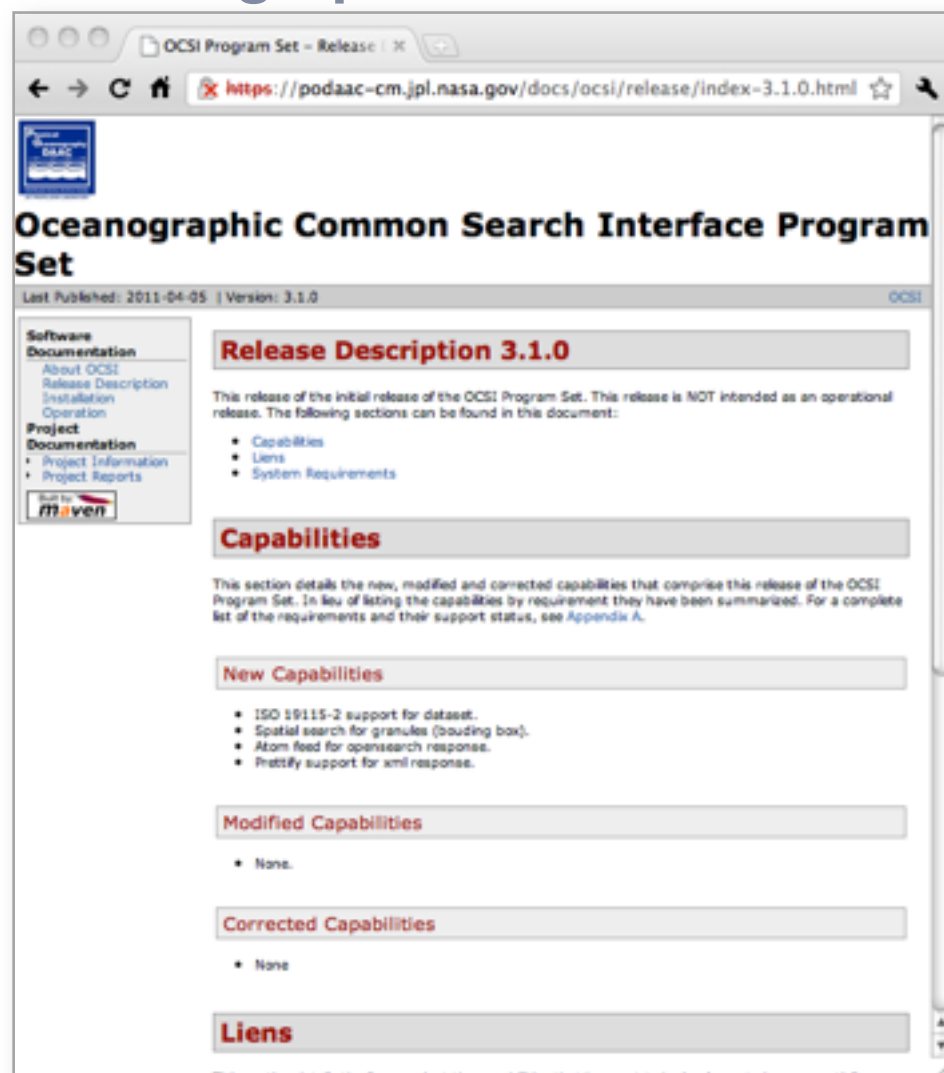 OCSI Program Set – Release
https://podaac-cm.jpl.nasa.gov/docs/ocsi/release/index-3.1.0.html
Physical
Oceanography
DAAC
Oceanographic Common Search Interface Program
Set
Last Published: 2011-04-05 | Version: 3.1.0
OCSI
Software
Documentation
About OCSI
Release Description
Installation
Operation
Project
Documentation
Project Information
Project Reports
Built by
maven
Release Description 3.1.0
This release of the initial release of the OCSI Program Set. This release is NOT intended as an operational
release. The following sections can be found in this document:
• Capabilities
• Liens
• System Requirements
Capabilities
This section details the new, modified and corrected capabilities that comprise this release of the OCSI
Program Set. In lieu of listing the capabilities by requirement they have been summarized. For a complete
list of the requirements and their support status, see Appendix A.
New Capabilities
• ISO 19115-2 support for dataset.
• Spatial search for granules (bouding box).
• Atom feed for opensearch response.
• Prettify support for xml response.
Modified Capabilities
• None.
Corrected Capabilities
• None
Liens